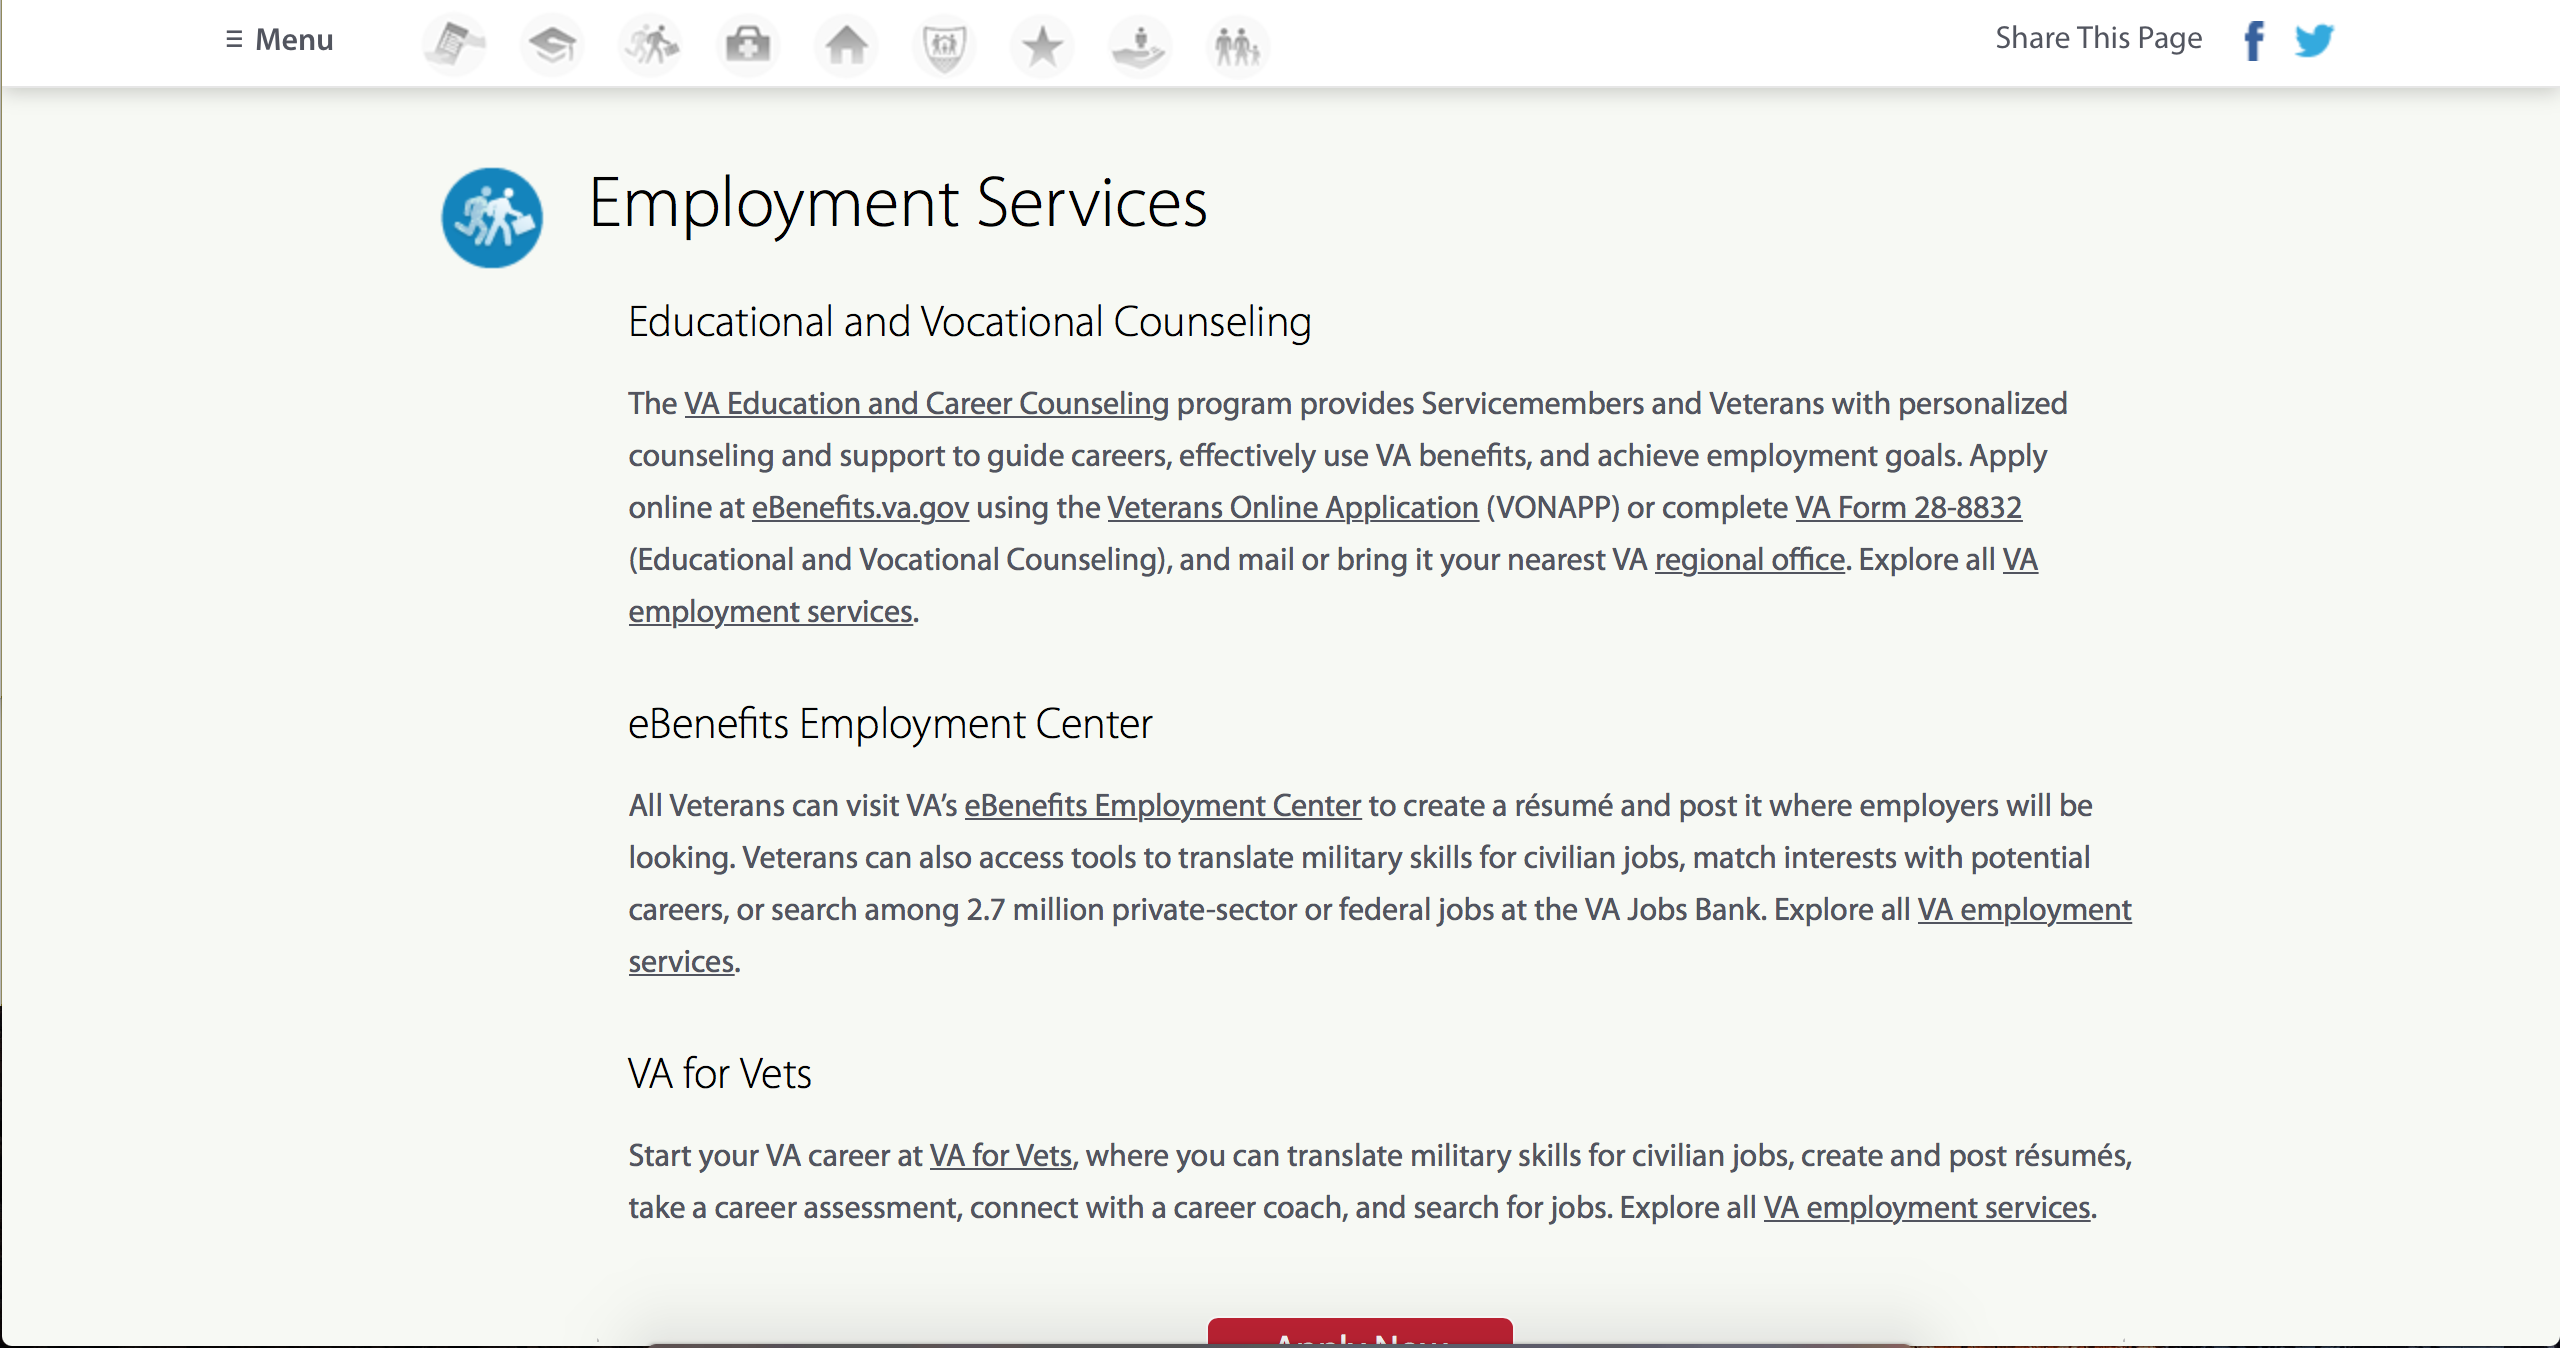 Menu
Share This Page
Employment Services
Educational and Vocational Counseling
The VA Education and Career Counseling program provides Servicemembers and Veterans with personalized
counseling and support to guide careers, effectively use VA benefits, and achieve employment goals. Apply
online at eBenefits.va.gov using the Veterans Online Application (VONAPP) or complete VA Form 28-8832
(Educational and Vocational Counseling), and mail or bring it your nearest VA regional office. Explore all VA
employment services.
eBenefits Employment Center
All Veterans can visit VA’s eBenefits Employment Center to create a résumé and post it where employers will be
looking. Veterans can also access tools to translate military skills for civilian jobs, match interests with potential
careers, or search among 2.7 million private-sector or federal jobs at the VA Jobs Bank. Explore all VA employment
services.
VA for Vets
Start your VA career at VA for Vets, where you can translate military skills for civilian jobs, create and post résumés,
take a career assessment, connect with a career coach, and search for jobs. Explore all VA employment services.
Apply Now